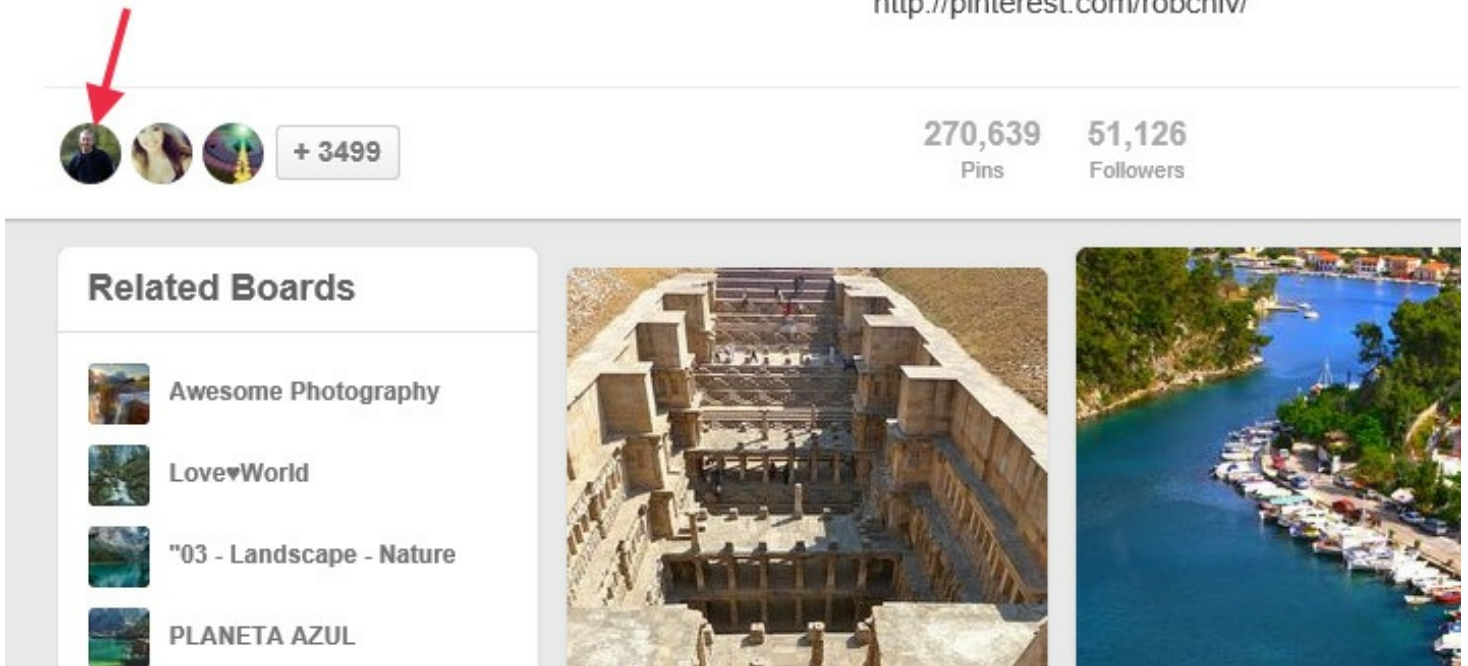 http://pinterest.com/robchiv/
+ 3499
270,639 51,126
Pins Followers
Related Boards
Awesome Photography
Love♥World
"03 - Landscape - Nature
PLANETA AZUL